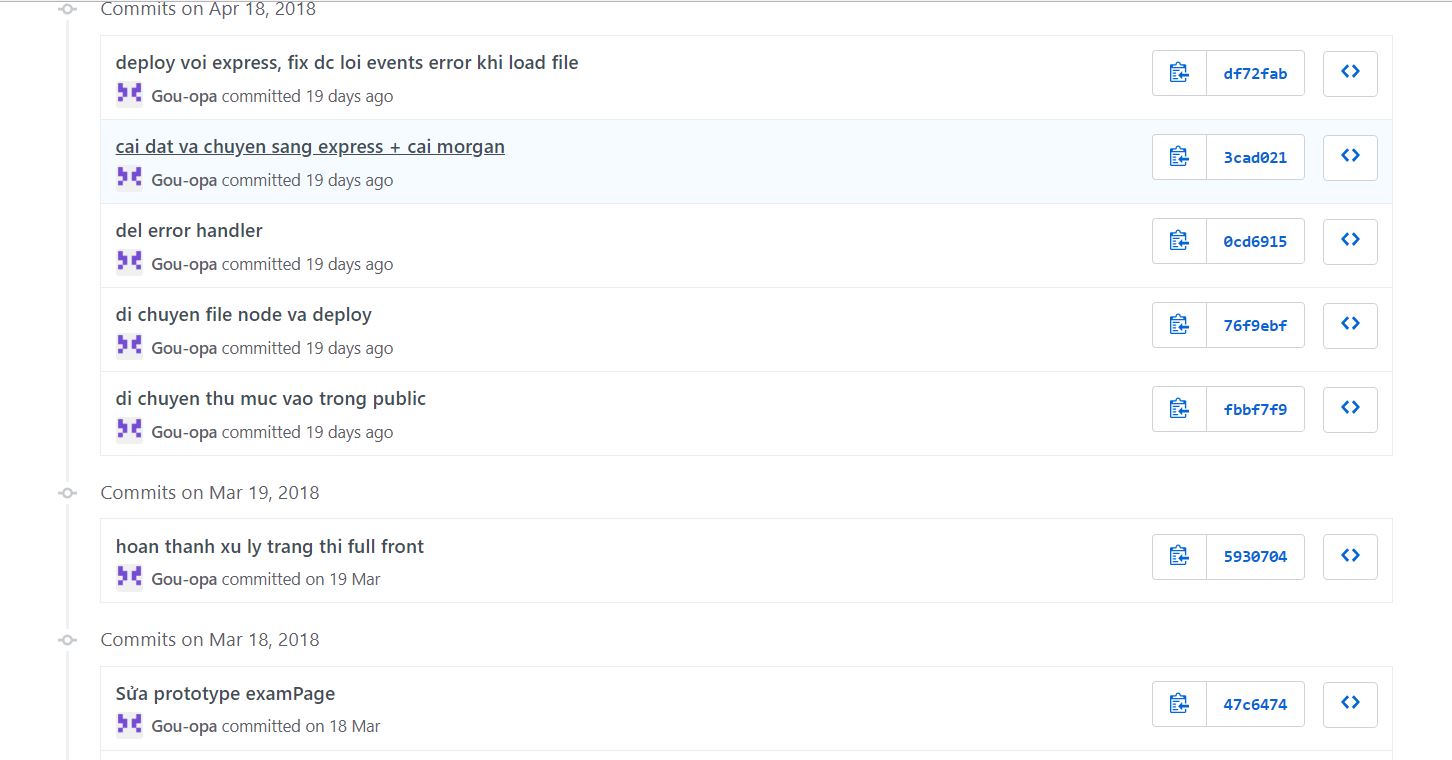 Commits on Apr 18, 2018
deploy voi express, fix dc loi events error khi load file
df72fab
Gou-opa committed 19 days ago
cai dat va chuyen sang express + cai morgan
3cad021
Gou-opa committed 19 days ago
del error handler
0cd6915
Gou-opa committed 19 days ago
di chuyen file node va deploy
76f9ebf
Gou-opa committed 19 days ago
di chuyen thu muc vao trong public
fbbf7f9
Gou-opa committed 19 days ago
Commits on Mar 19, 2018
hoan thanh xu ly trang thi full front
5930704
Gou-opa committed on 19 Mar
Commits on Mar 18, 2018
Sửa prototype examPage
47c6474
Gou-opa committed on 18 Mar